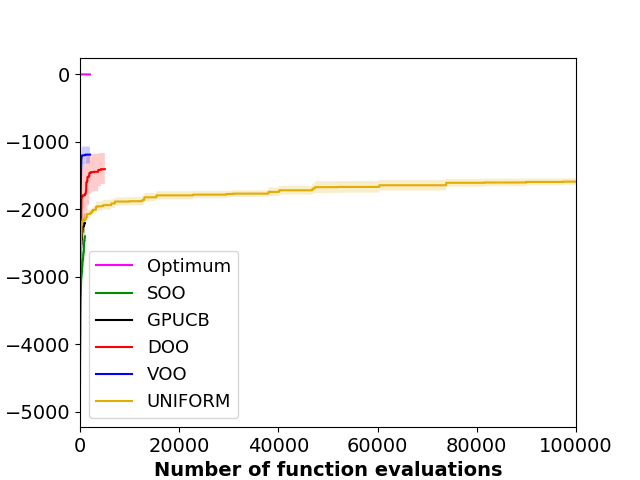 0
−1000
−2000
−3000
−4000
−5000
Optimum
SOO
GPUCB
DOO
VOO
UNIFORM
0 20000 40000 60000 80000 100000
Number of function evaluations